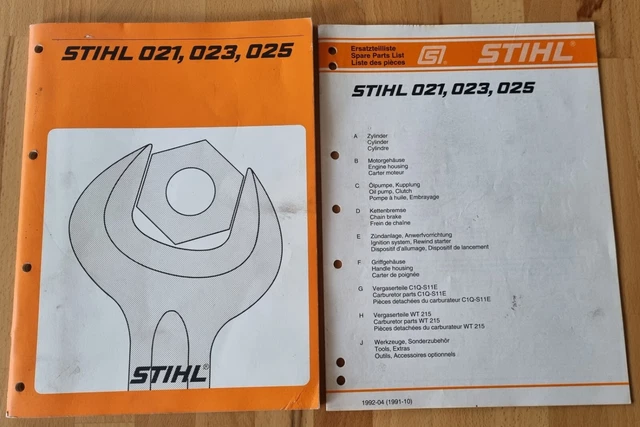 STIHL 021, 023, 025
STIHL
Ersatzteilliste
Spare Parts List
Liste des pièces
STIHL®
STIHL 021, 023, 025
A Zylinder
Cylinder
Cylindre
B Motorgehäuse
Engine housing
Carter moteur
C Ölpumpe, Kupplung
Oil pump, Clutch
Pompe à huile, Embrayage
D Kettenbremse
Chain brake
Frein de chaîne
E Zündanlage, Anwerfvorrichtung
Ignition system, Rewind starter
Dispositif d'allumage, Dispositif de lancement
F Griffgehäuse
Handle housing
Carter de poignée
G Vergaserteile C1Q-S11E
Carburetor parts C1Q-S11E
Pièces détachées du carburateur C1Q-S11E
H Vergaserteile WT 215
Carburetor parts WT 215
Pièces détachées du carburateur WT 215
J Werkzeuge, Sonderzubehör
Tools, Extras
Outils, Accessoires optionnels
1992-04 (1991-10)